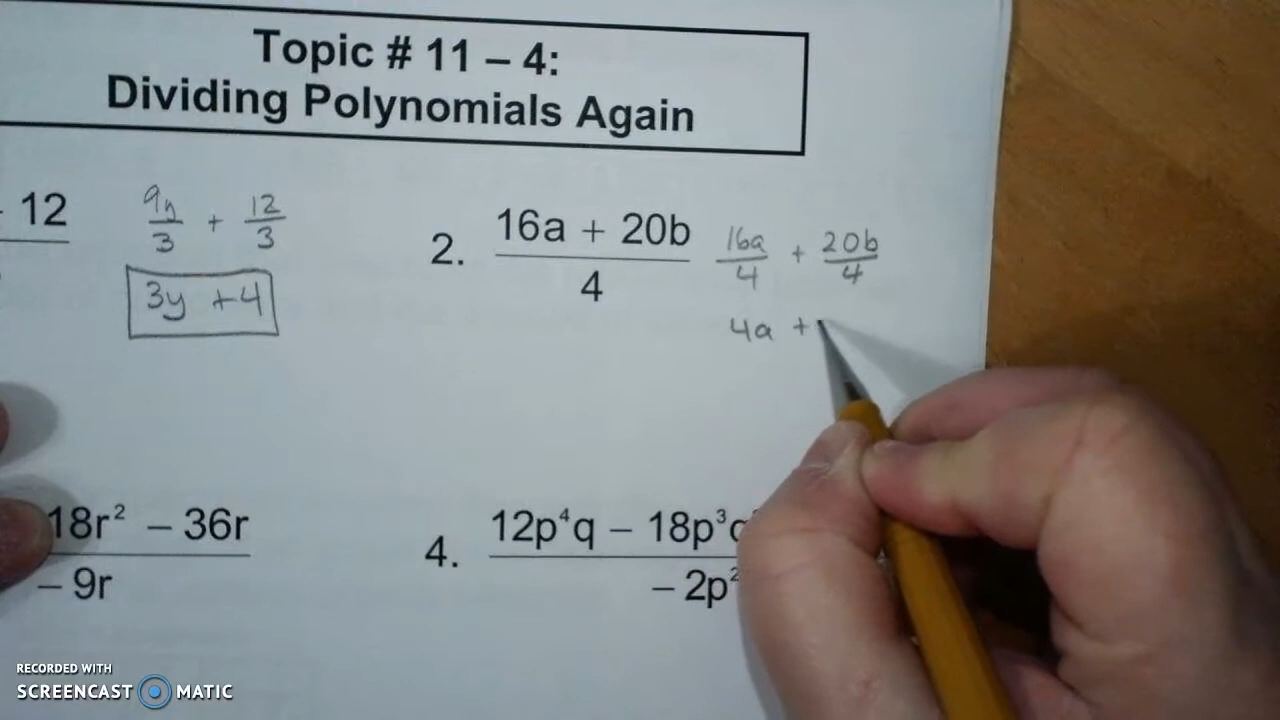 Topic # 11 – 4:
Dividing Polynomials Again
12
9y/3 + 12/3
3y + 4
2. (16a + 20b)/4
16a/4 + 20b/4
4a +
18r² – 36r
– 9r
4. 12p⁴q – 18p³
– 2p²
RECORDED WITH
SCREENCAST MATIC